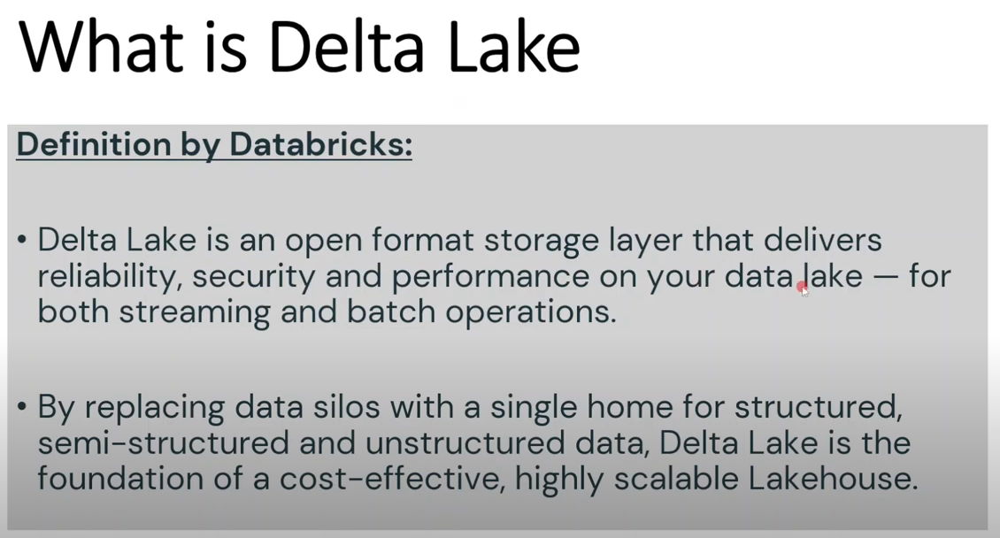 What is Delta Lake
Definition by Databricks:
• Delta Lake is an open format storage layer that delivers
reliability, security and performance on your data lake — for
both streaming and batch operations.
• By replacing data silos with a single home for structured,
semi-structured and unstructured data, Delta Lake is the
foundation of a cost-effective, highly scalable Lakehouse.